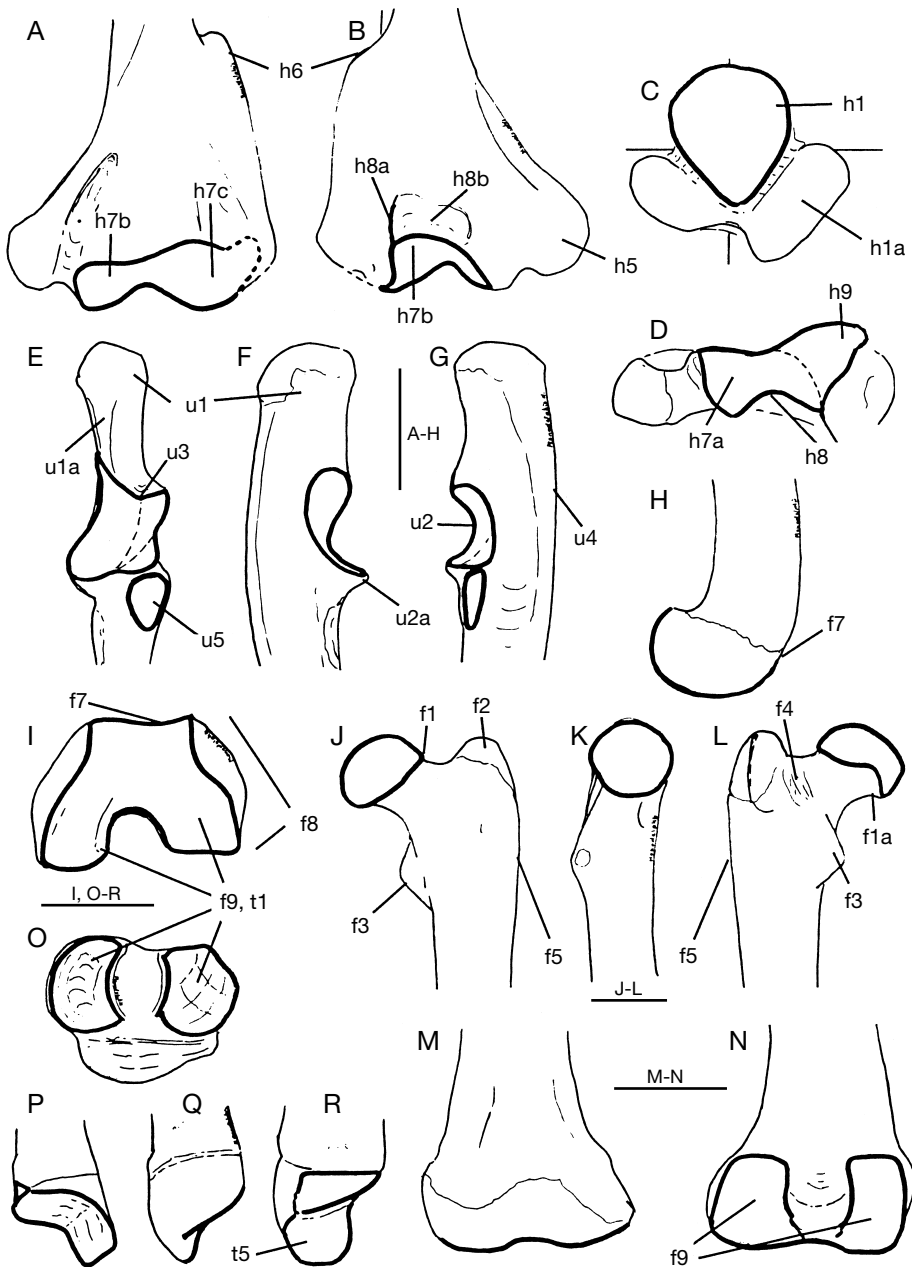 A
B
h6
C
h1
h8a
h8b
h7c
h7b
h1a
h5
h7b
h9
D
E
F
G
u1
A-H
h7a
h8
u3
u1a
H
u2
u4
u2a
u5
f7
f7
f1
f2
f4
I
J
K
L
f8
f1a
I, O-R
f9, t1
f3
f3
f5
f5
O
J-L
M
N
M-N
P
Q
R
t5
f9